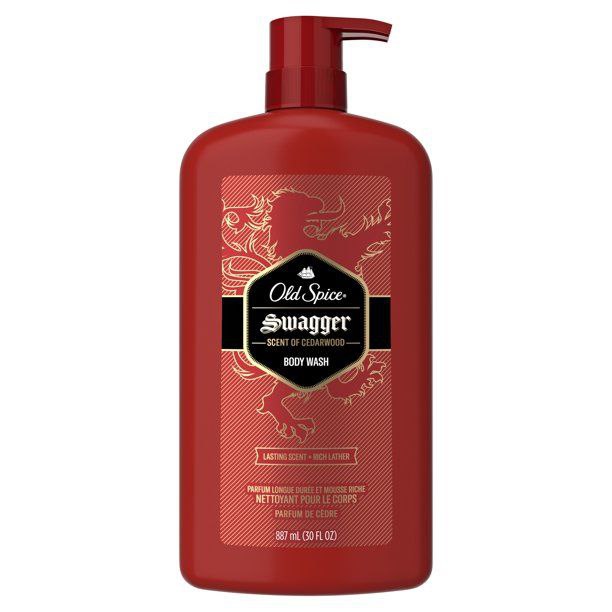 Old Spice®
Swagger
SCENT OF CEDARWOOD
BODY WASH
LASTING SCENT • RICH LATHER
PARFUM LONGUE DURÉE ET MOUSSE RICHE
NETTOYANT POUR LE CORPS
PARFUM DE CÈDRE
887 mL (30 FL OZ)